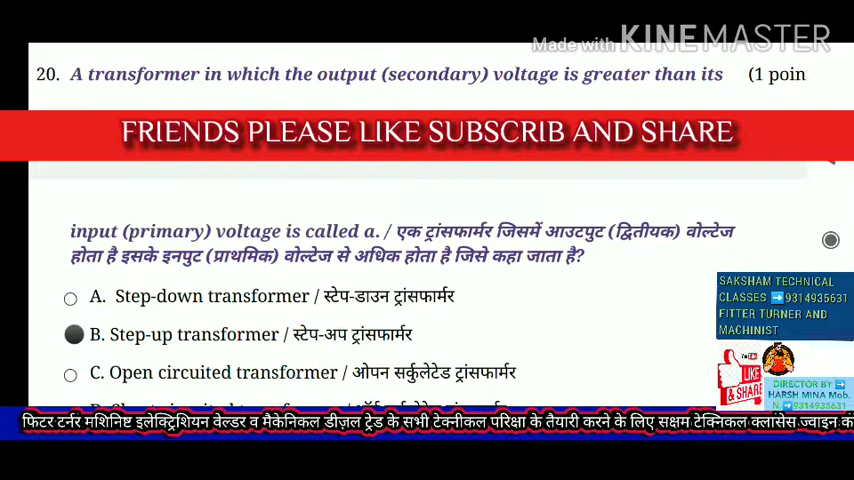 Made with KINEMASTER
20. A transformer in which the output (secondary) voltage is greater than its (1 poin
FRIENDS PLEASE LIKE SUBSCRIB AND SHARE
input (primary) voltage is called a. / एक ट्रांसफार्मर जिसमें आउटपुट (द्वितीयक) वोल्टेज
होता है इसके इनपुट (प्राथमिक) वोल्टेज से अधिक होता है जिसे कहा जाता है?
A. Step-down transformer / स्टेप-डाउन ट्रांसफार्मर
B. Step-up transformer / स्टेप-अप ट्रांसफार्मर
C. Open circuited transformer / ओपन सर्कुलेटेड ट्रांसफार्मर
SAKSHAM TECHNICAL
CLASSES ➡9314935631
FITTER TURNER AND
MACHINIST
YouTube
LIKE
& SHARE
DIRECTOR BY ➡
HARSH MINA Mob.
N.➡9314935631
फिटर टर्नर मशिनिष्ट इलेक्ट्रिशियन वेल्डर व मैकेनिकल डीज़ल ट्रेड के सभी टेक्नीकल परिक्षा के तैयारी करने के लिए सक्षम टेक्निकल क्लासेस ज्वाइन क